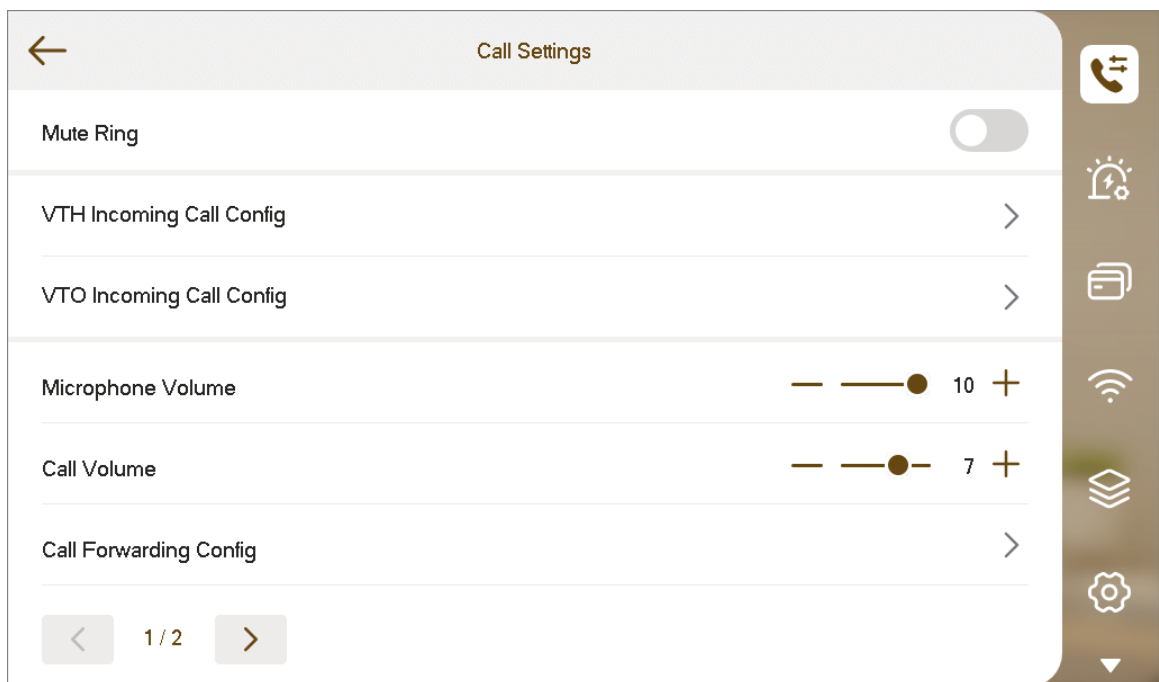 Call Settings
Mute Ring
VTH Incoming Call Config
VTO Incoming Call Config
Microphone Volume 10
Call Volume 7
Call Forwarding Config
1 / 2